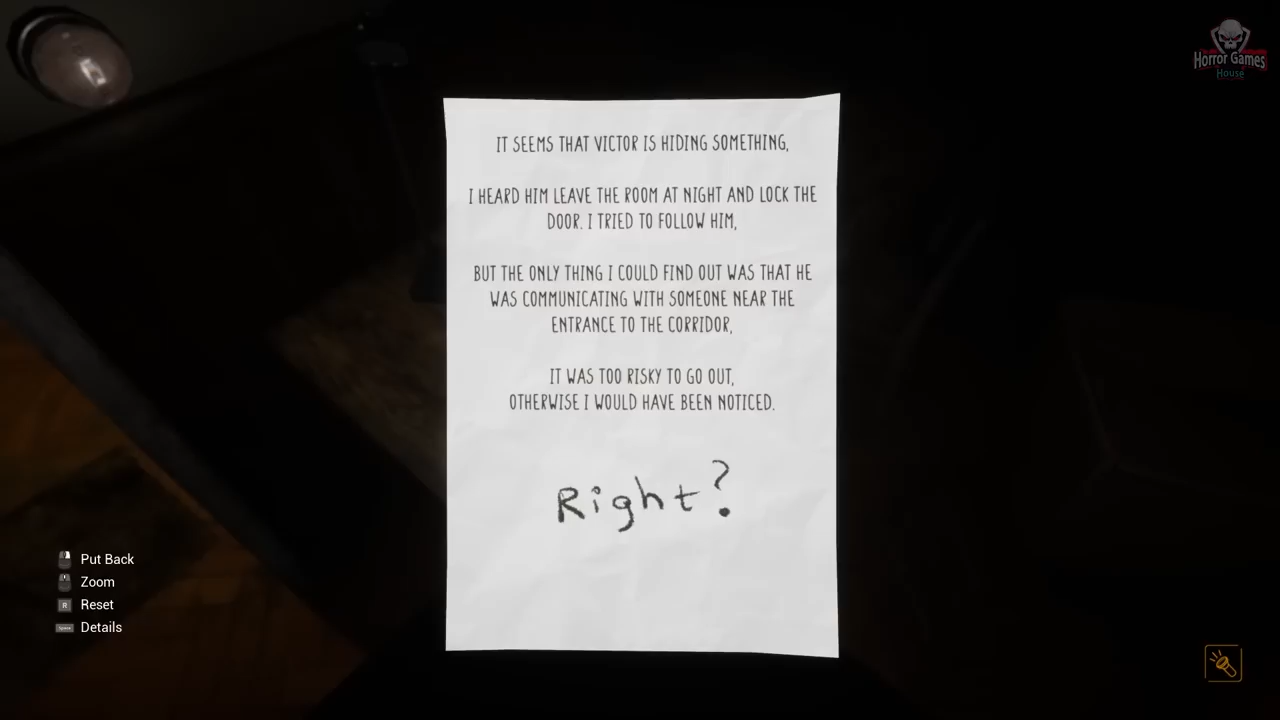 Horror Games
House
IT SEEMS THAT VICTOR IS HIDING SOMETHING,
I HEARD HIM LEAVE THE ROOM AT NIGHT AND LOCK THE
DOOR. I TRIED TO FOLLOW HIM,
BUT THE ONLY THING I COULD FIND OUT WAS THAT HE
WAS COMMUNICATING WITH SOMEONE NEAR THE
ENTRANCE TO THE CORRIDOR,
IT WAS TOO RISKY TO GO OUT,
OTHERWISE I WOULD HAVE BEEN NOTICED.
Right?
Put Back
Zoom
R Reset
Space Details